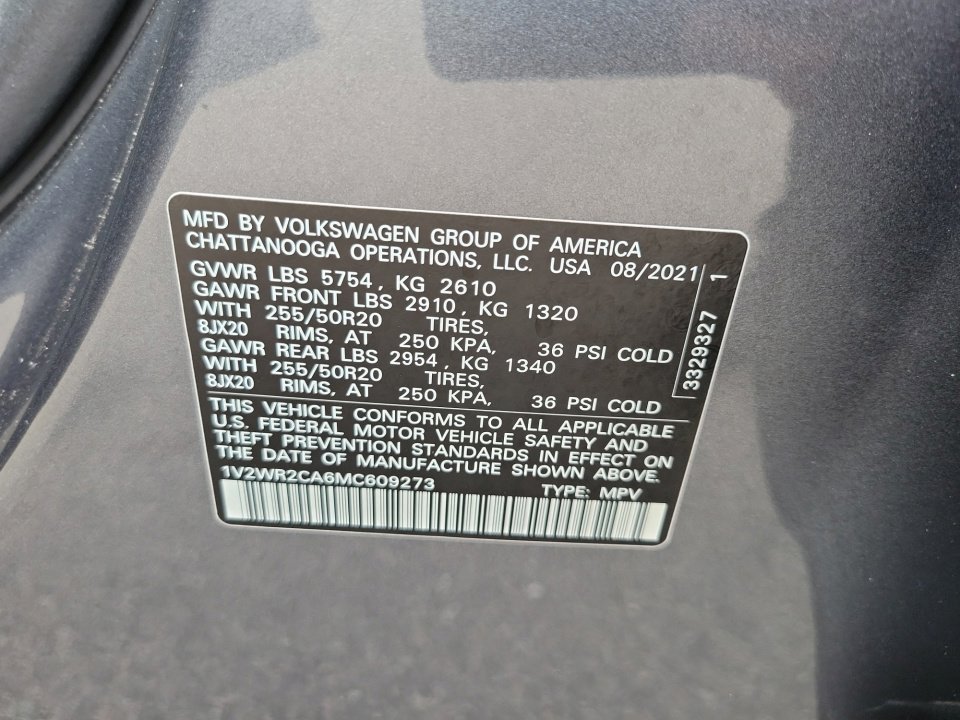 MFD BY VOLKSWAGEN GROUP OF AMERICA
CHATTANOOGA OPERATIONS, LLC. USA 08/2021
GVWR LBS 5754, KG 2610
GAWR FRONT LBS 2910, KG 1320
WITH 255/50R20 TIRES,
8JX20 RIMS, AT 250 KPA, 36 PSI COLD
GAWR REAR LBS 2954, KG 1340
WITH 255/50R20 TIRES,
8JX20 RIMS, AT 250 KPA, 36 PSI COLD
3329327 1
THIS VEHICLE CONFORMS TO ALL APPLICABLE
U.S. FEDERAL MOTOR VEHICLE SAFETY AND
THEFT PREVENTION STANDARDS IN EFFECT ON
THE DATE OF MANUFACTURE SHOWN ABOVE.
1V2WR2CA6MC609273 TYPE: MPV